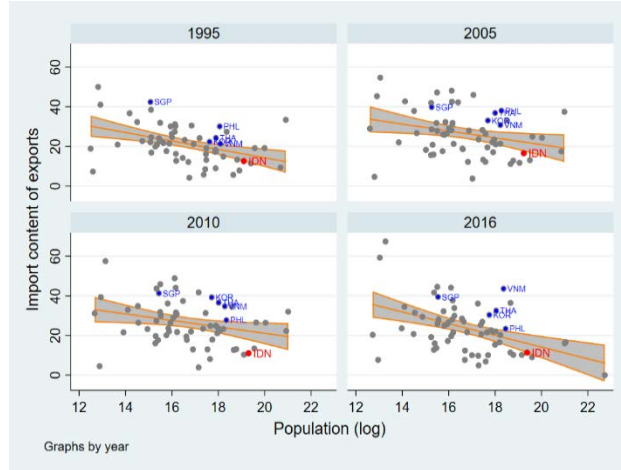 1995
2005
SGP
PHL
THA
VNM
IDN
SGP
PHL
KOR
VNM
IDN
60
40
20
0
2010
2016
SGP
KOR
THA
VNM
PHL
IDN
SGP
VNM
THA
KOR
PHL
IDN
60
40
20
0
12 14 16 18 20 22
12 14 16 18 20 22
Import content of exports
Population (log)
Graphs by year